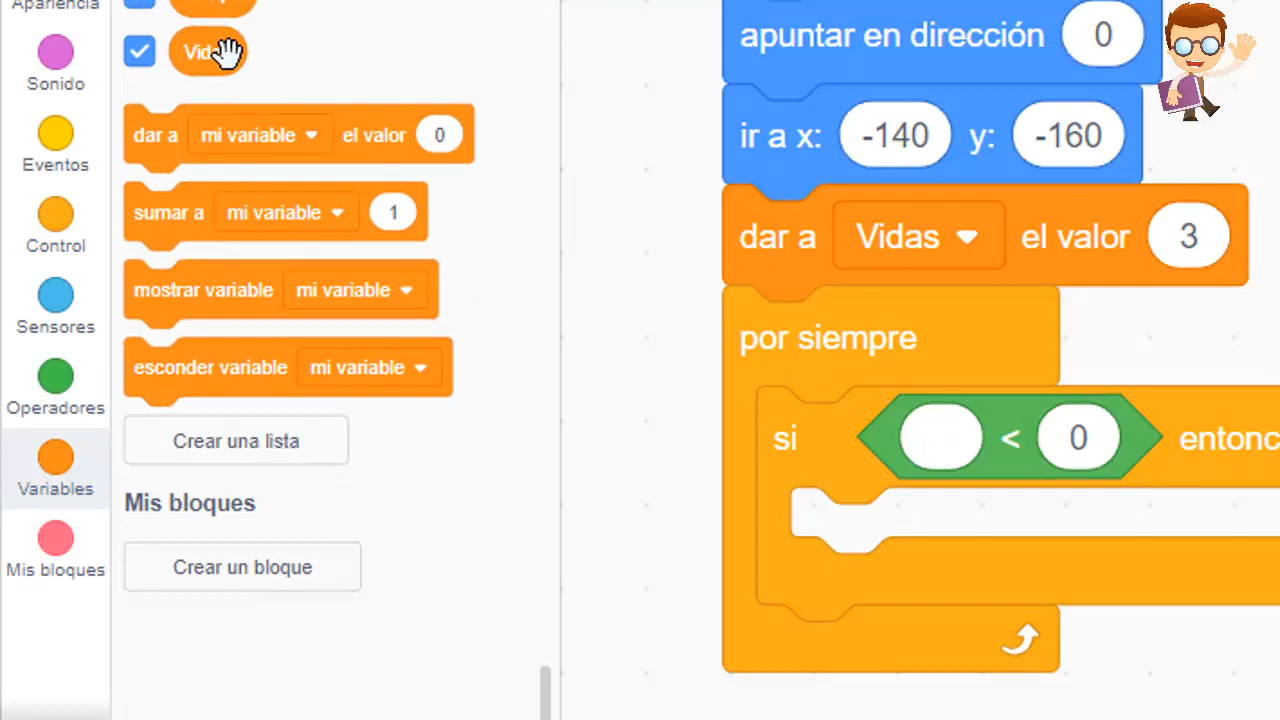 Apariencia
Sonido
Eventos
Control
Sensores
Operadores
Variables
Mis bloques
dar a mi variable el valor 0
sumar a mi variable 1
mostrar variable mi variable
esconder variable mi variable
Crear una lista
Mis bloques
Crear un bloque
apuntar en dirección 0
ir a x: -140 y: -160
dar a Vidas el valor 3
por siempre
si < 0